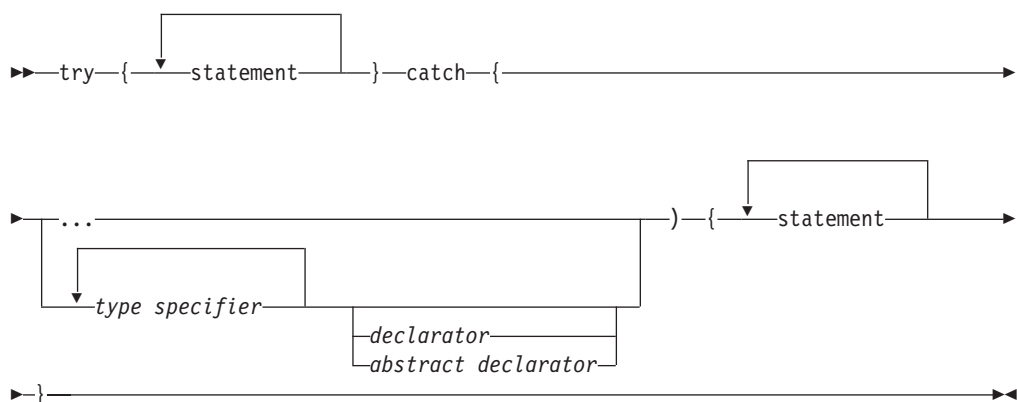 try { statement } catch {
... ) { statement
type specifier
declarator
abstract declarator
}